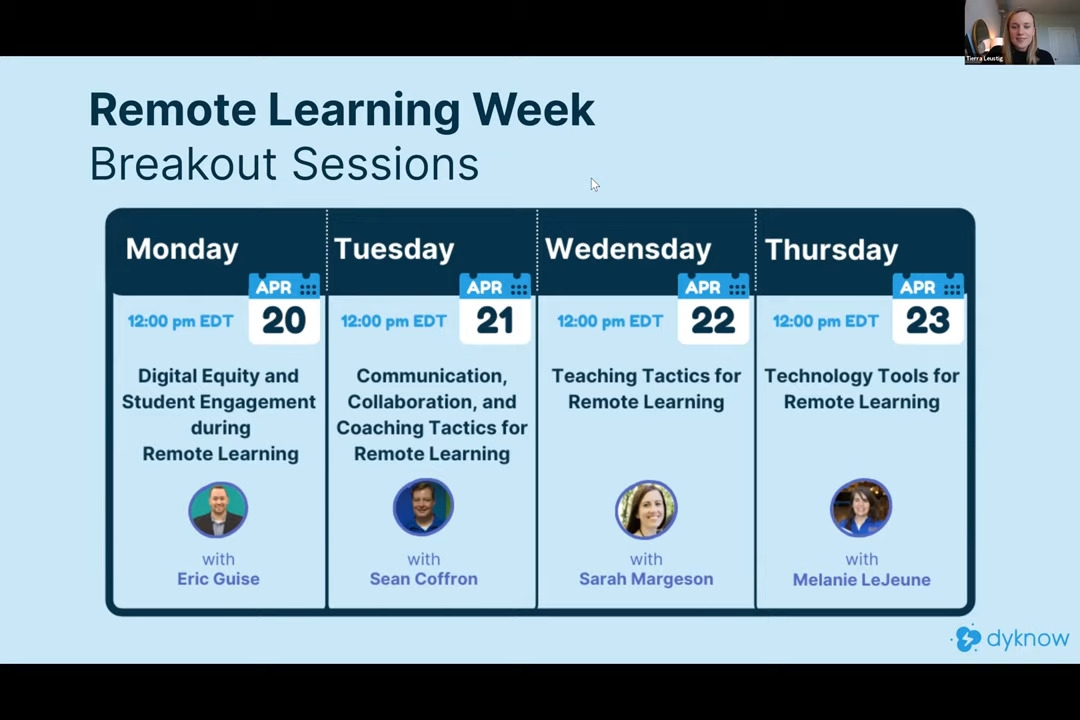 Tierra Leustig
Remote Learning Week
Breakout Sessions
Monday
Tuesday
Wedensday
Thursday
APR
20
12:00 pm EDT
APR
21
12:00 pm EDT
APR
22
12:00 pm EDT
APR
23
12:00 pm EDT
Digital Equity and
Student Engagement
during
Remote Learning
with
Eric Guise
Communication,
Collaboration, and
Coaching Tactics for
Remote Learning
with
Sean Coffron
Teaching Tactics for
Remote Learning
with
Sarah Margeson
Technology Tools for
Remote Learning
with
Melanie LeJeune
dyknow